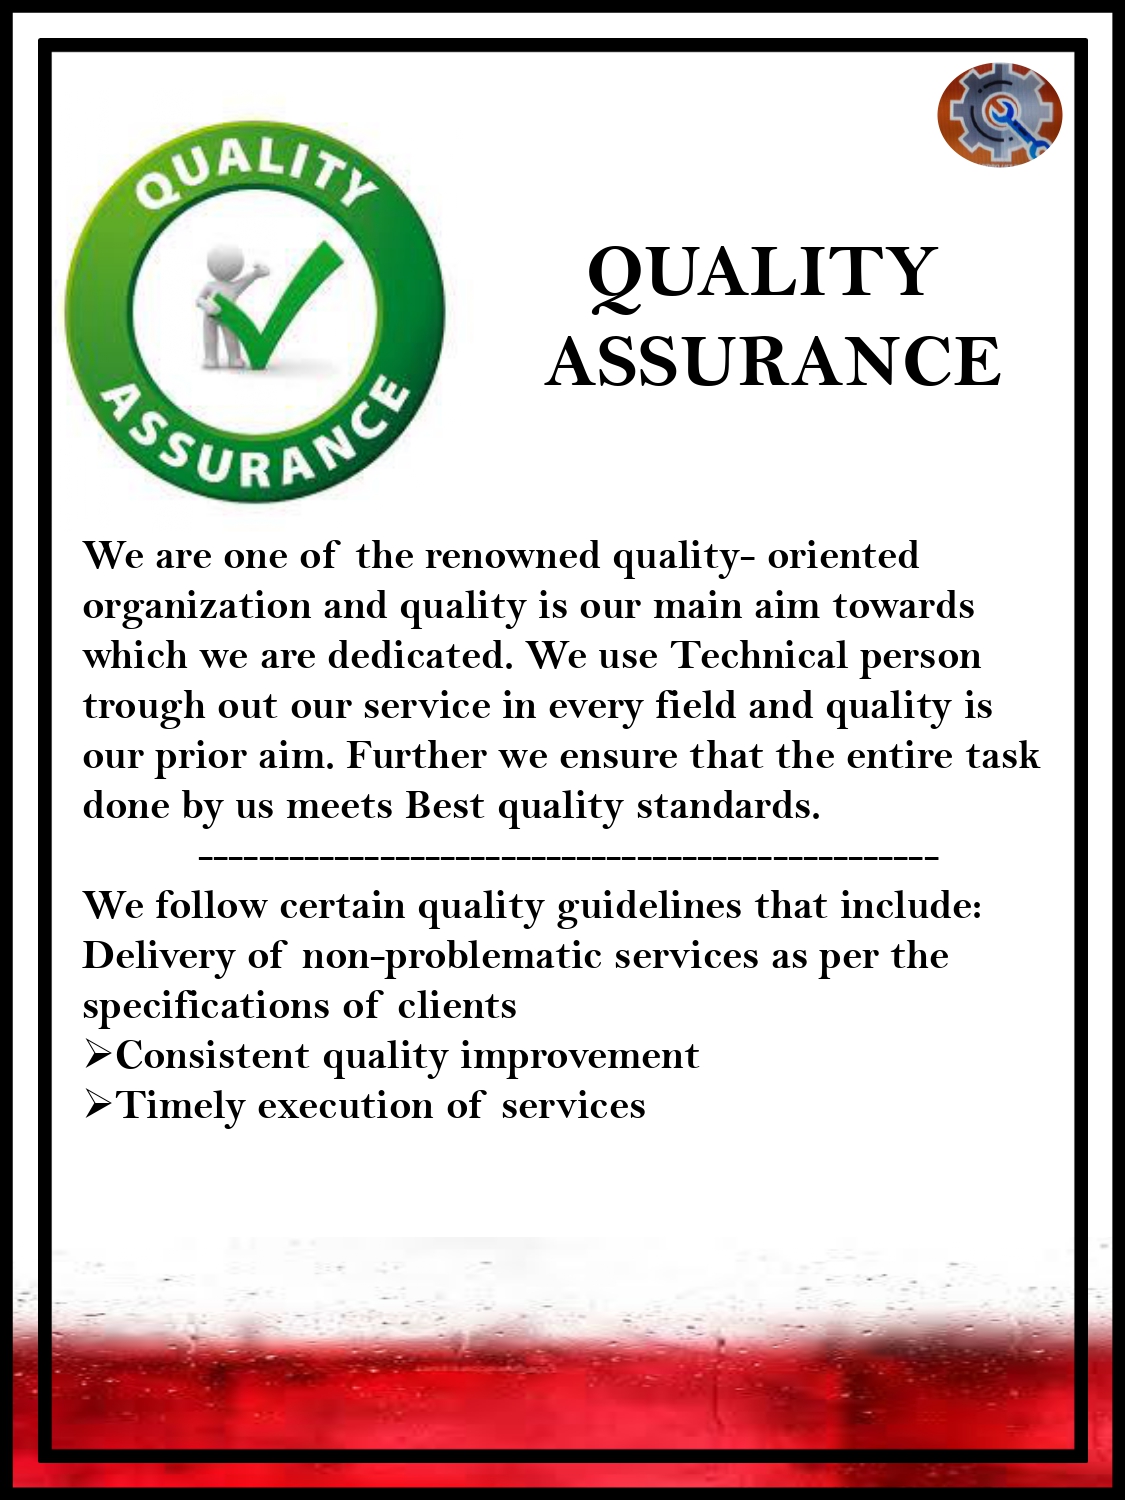 QUALITY
ASSURANCE
QUALITY
ASSURANCE
We are one of the renowned quality- oriented
organization and quality is our main aim towards
which we are dedicated. We use Technical person
trough out our service in every field and quality is
our prior aim. Further we ensure that the entire task
done by us meets Best quality standards.
--------------------------------------------------
We follow certain quality guidelines that include:
Delivery of non-problematic services as per the
specifications of clients
➢Consistent quality improvement
➢Timely execution of services